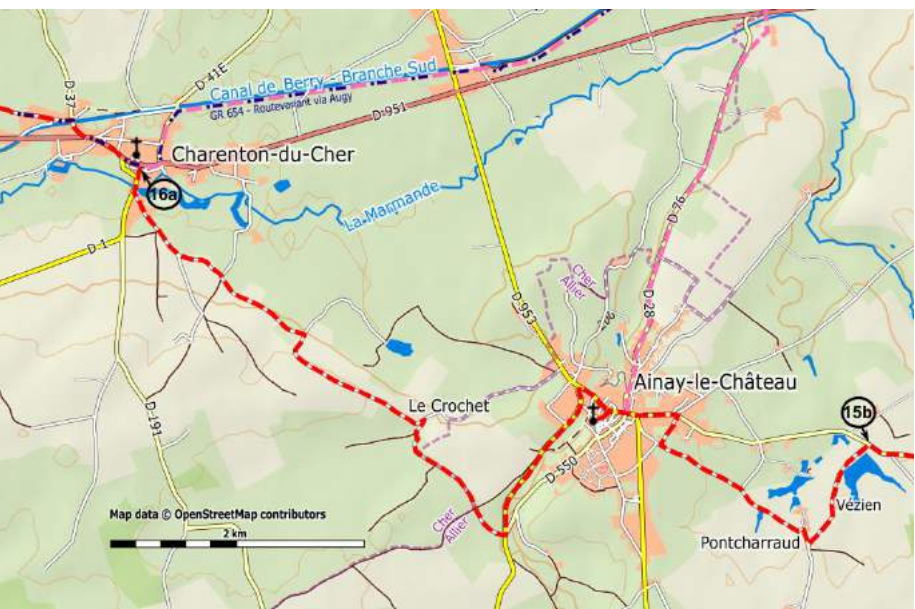 D-41E
D-37
Canal de Berry - Branche Sud
GR 654 - Routevariant via Augy
D-951
Charenton-du-Cher
16a
La Marmande
D-1
D-76
Cher
Allier
D-953
D-28
Ainay-le-Château
Le Crochet
D-191
15b
D-550
Map data © OpenStreetMap contributors
2 km
Cher
Allier
Vézien
Pontcharraud